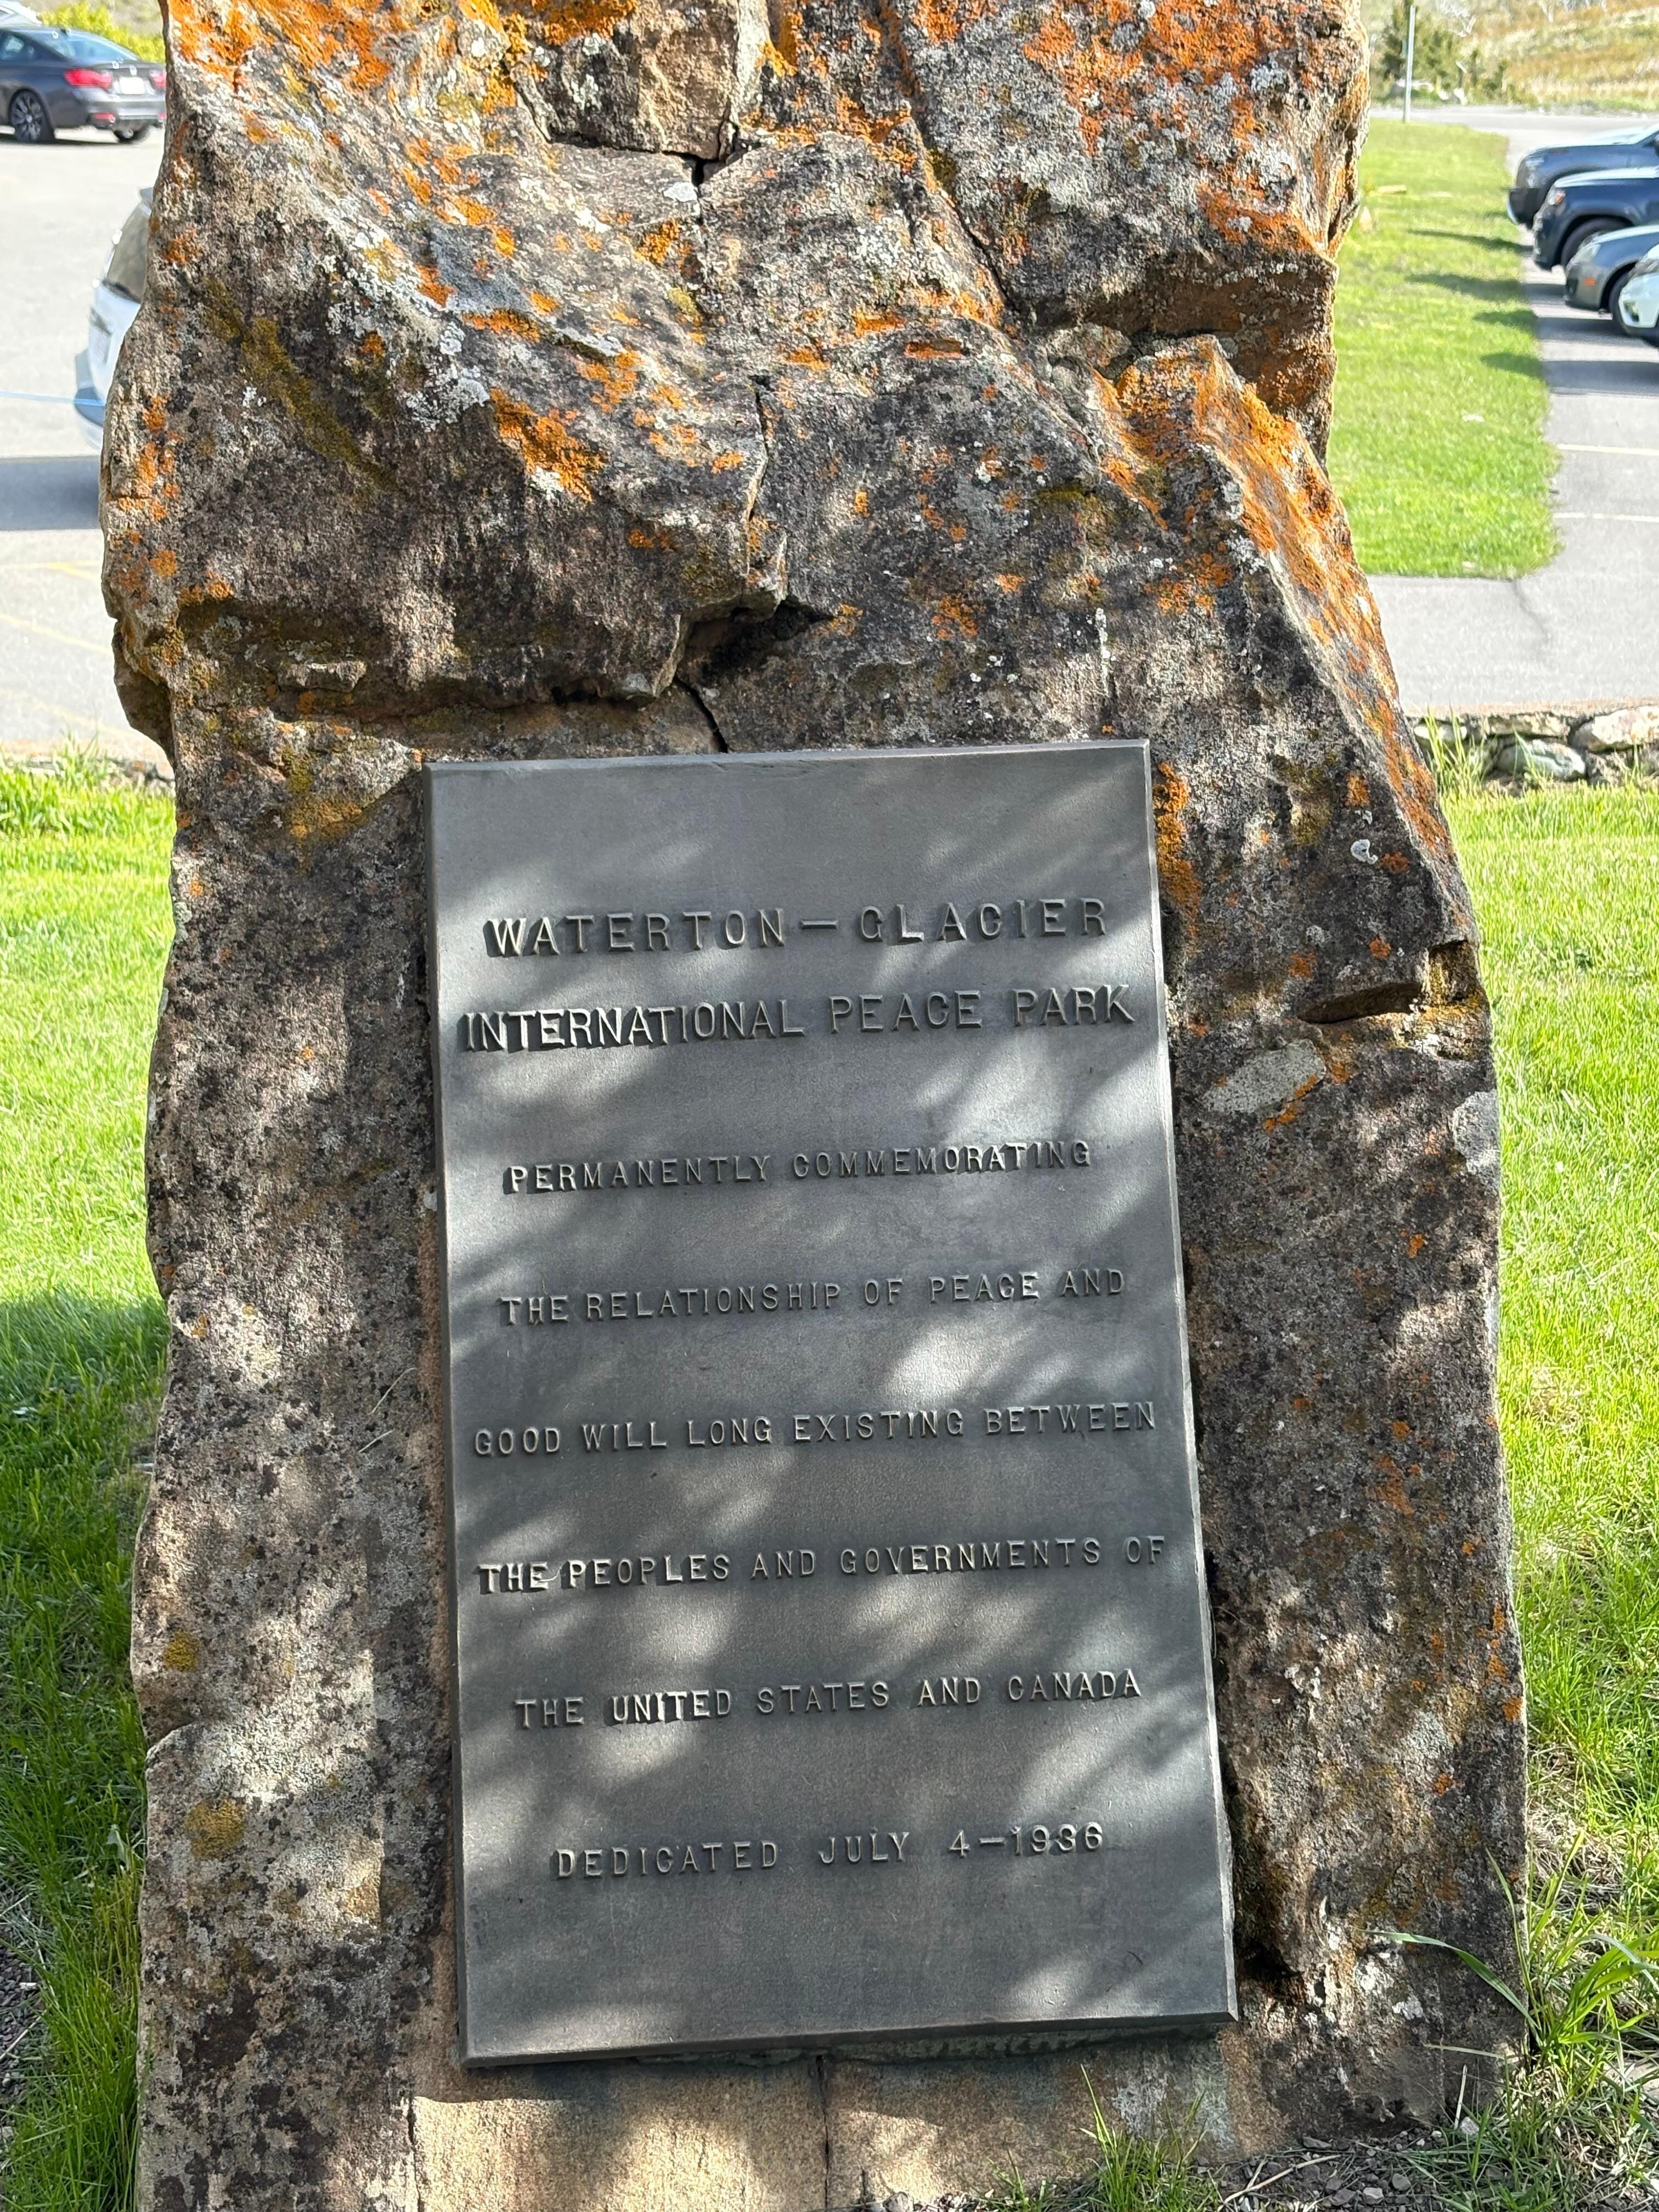 WATERTON—GLACIER
INTERNATIONAL PEACE PARK
PERMANENTLY COMMEMORATING
THE RELATIONSHIP OF PEACE AND
GOOD WILL LONG EXISTING BETWEEN
THE PEOPLES AND GOVERNMENTS OF
THE UNITED STATES AND CANADA
DEDICATED JULY 4—1936